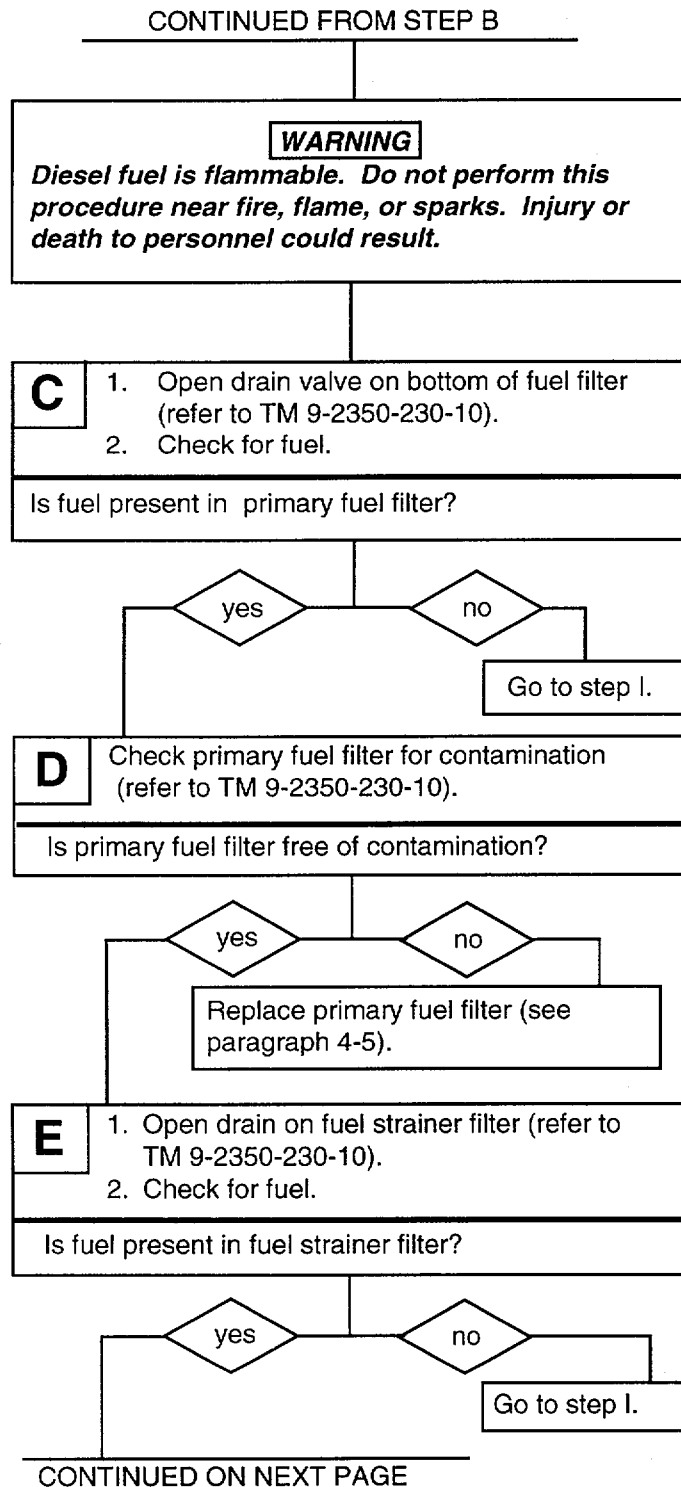 CONTINUED FROM STEP B
WARNING
Diesel fuel is flammable. Do not perform this
procedure near fire, flame, or sparks. Injury or
death to personnel could result.
C
1. Open drain valve on bottom of fuel filter
(refer to TM 9-2350-230-10).
2. Check for fuel.
Is fuel present in primary fuel filter?
yes
no
Go to step I.
D
Check primary fuel filter for contamination
(refer to TM 9-2350-230-10).
Is primary fuel filter free of contamination?
yes
no
Replace primary fuel filter (see
paragraph 4-5).
E
1. Open drain on fuel strainer filter (refer to
TM 9-2350-230-10).
2. Check for fuel.
Is fuel present in fuel strainer filter?
yes
no
Go to step I.
CONTINUED ON NEXT PAGE